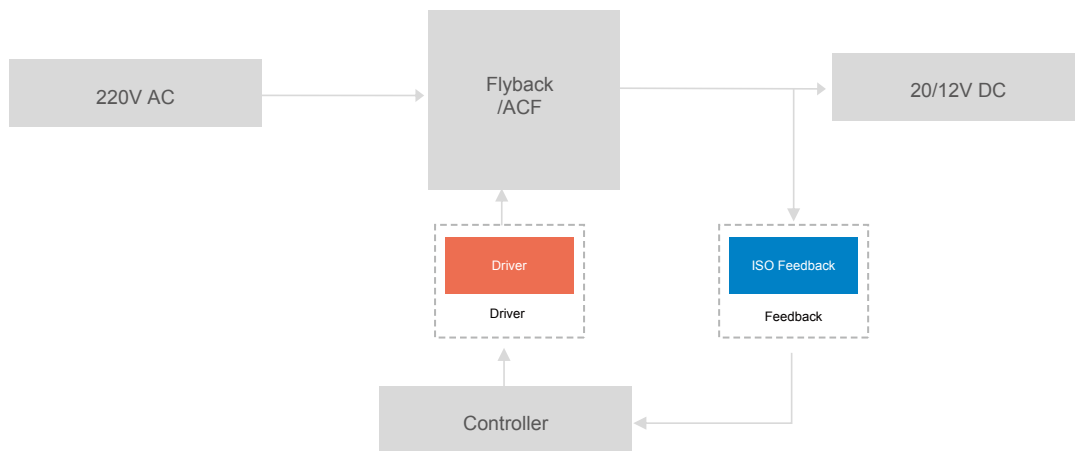 220V AC
Flyback
/ACF
20/12V DC
Driver
Driver
ISO Feedback
Feedback
Controller